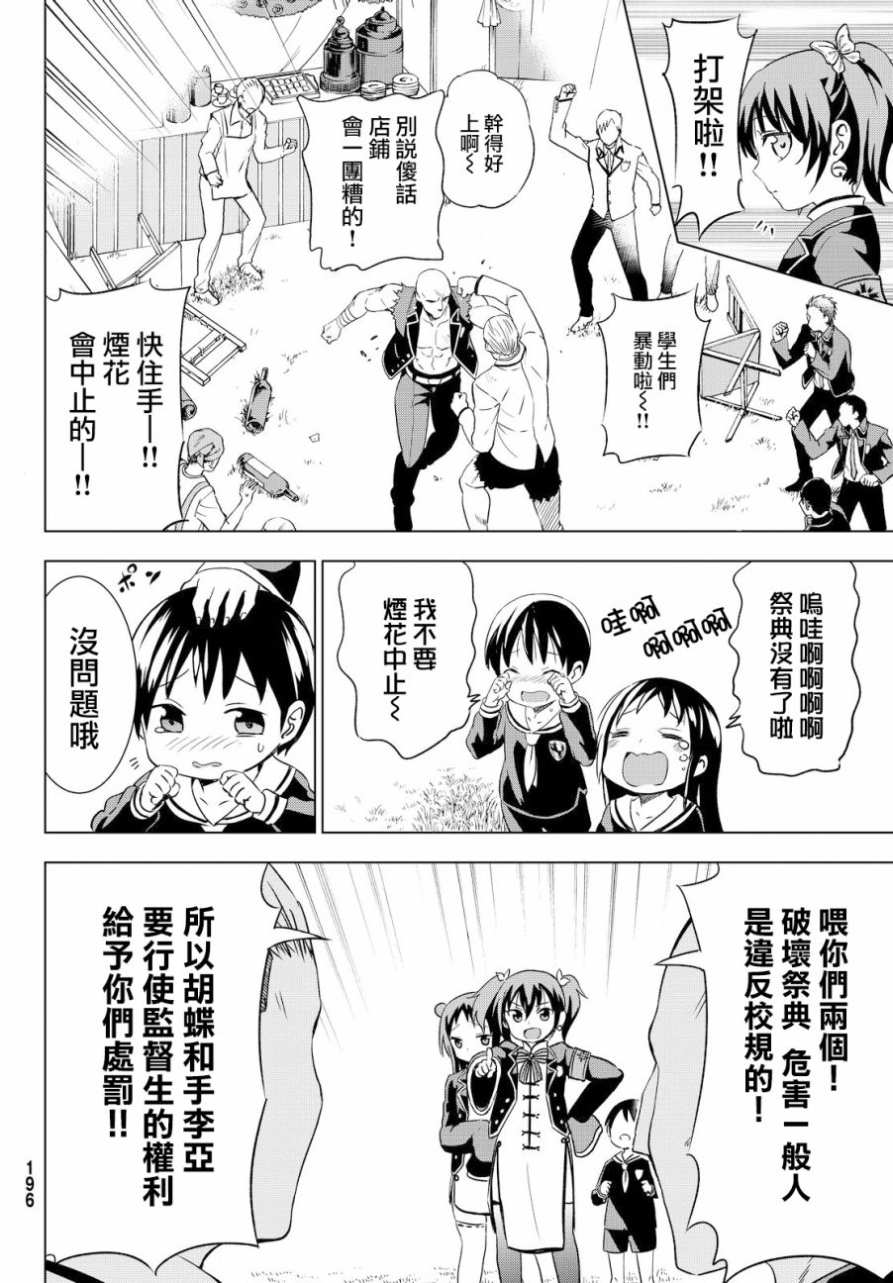 打架啦!!
幹得好
上啊～
別説傻話
店鋪
會一團糟的！
學生們
暴動啦～!!
快住手ー!!
煙花
會中止的ー!!
嗚哇啊啊啊啊
祭典沒有了啦
哇啊
啊啊啊
我不要
煙花中止～
ポン
沒問題哦
喂你們兩個！
破壞祭典 危害一般人
是違反校規的！
所以胡蝶和手李亞
要行使監督生的權利
給予你們處罰!!
196